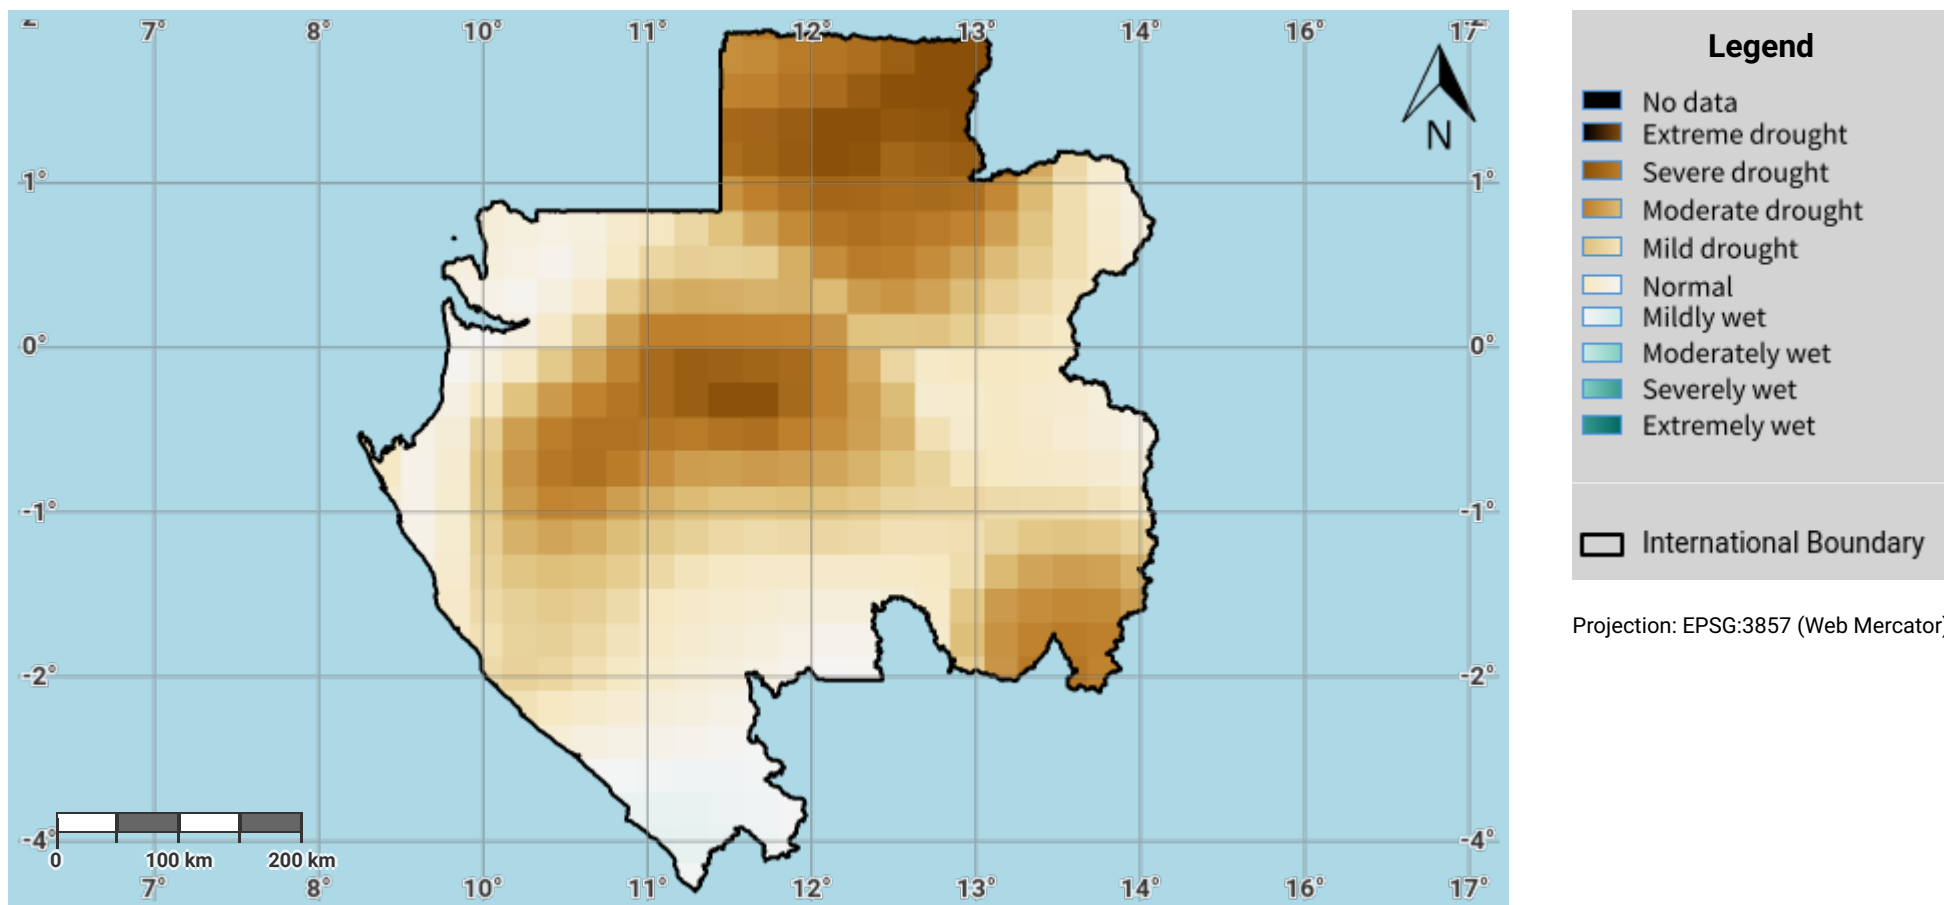 7° 8° 10° 11° 12° 13° 14° 16° 17°
1° 1°
0° 0°
-1° -1°
-2° -2°
-4° -4°
7° 8° 10° 11° 12° 13° 14° 16° 17°
N
0 100 km 200 km
Legend
No data
Extreme drought
Severe drought
Moderate drought
Mild drought
Normal
Mildly wet
Moderately wet
Severely wet
Extremely wet
International Boundary
Projection: EPSG:3857 (Web Mercator)